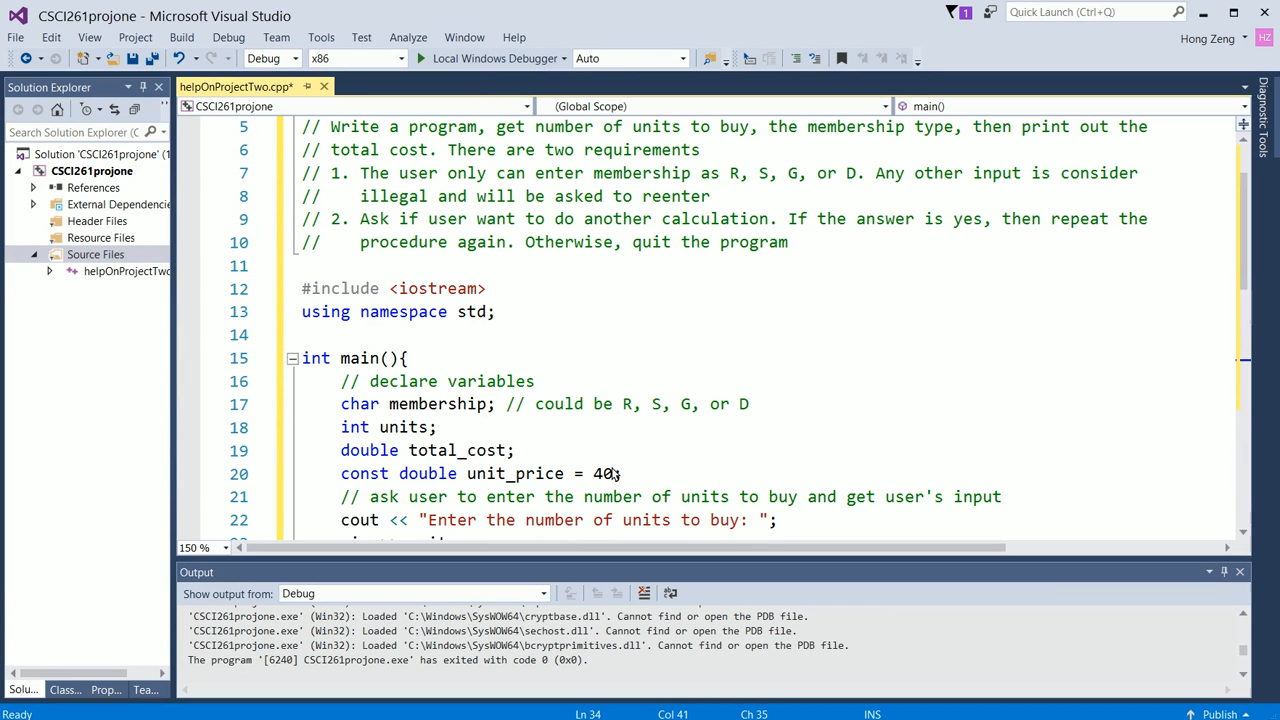 CSCI261projone - Microsoft Visual Studio
1
Quick Launch (Ctrl+Q)
File Edit View Project Build Debug Team Tools Test Analyze Window Help
Hong Zeng
HZ
Debug x86 Local Windows Debugger Auto
Solution Explorer
helpOnProjectTwo.cpp*
CSCI261projone (Global Scope) main()
Search Solution Explorer (C
Solution 'CSCI261projone' (1
CSCI261projone
References
External Dependencie
Header Files
Resource Files
Source Files
helpOnProjectTwo
5 // Write a program, get number of units to buy, the membership type, then print out the
6 // total cost. There are two requirements
7 // 1. The user only can enter membership as R, S, G, or D. Any other input is consider
8 // illegal and will be asked to reenter
9 // 2. Ask if user want to do another calculation. If the answer is yes, then repeat the
10 // procedure again. Otherwise, quit the program
11
12 #include <iostream>
13 using namespace std;
14
15 int main(){
16 // declare variables
17 char membership; // could be R, S, G, or D
18 int units;
19 double total_cost;
20 const double unit_price = 40;
21 // ask user to enter the number of units to buy and get user's input
22 cout << "Enter the number of units to buy: ";
150 %
Diagnostic Tools
Output
Show output from: Debug
'CSCI261projone.exe' (Win32): Loaded 'C:\Windows\SysWOW64\cryptbase.dll'. Cannot find or open the PDB file.
'CSCI261projone.exe' (Win32): Loaded 'C:\Windows\SysWOW64\sechost.dll'. Cannot find or open the PDB file.
'CSCI261projone.exe' (Win32): Loaded 'C:\Windows\SysWOW64\bcryptprimitives.dll'. Cannot find or open the PDB file.
The program '[6240] CSCI261projone.exe' has exited with code 0 (0x0).
Solu... Class... Prop... Tea...
Ready Ln 34 Col 41 Ch 35 INS Publish